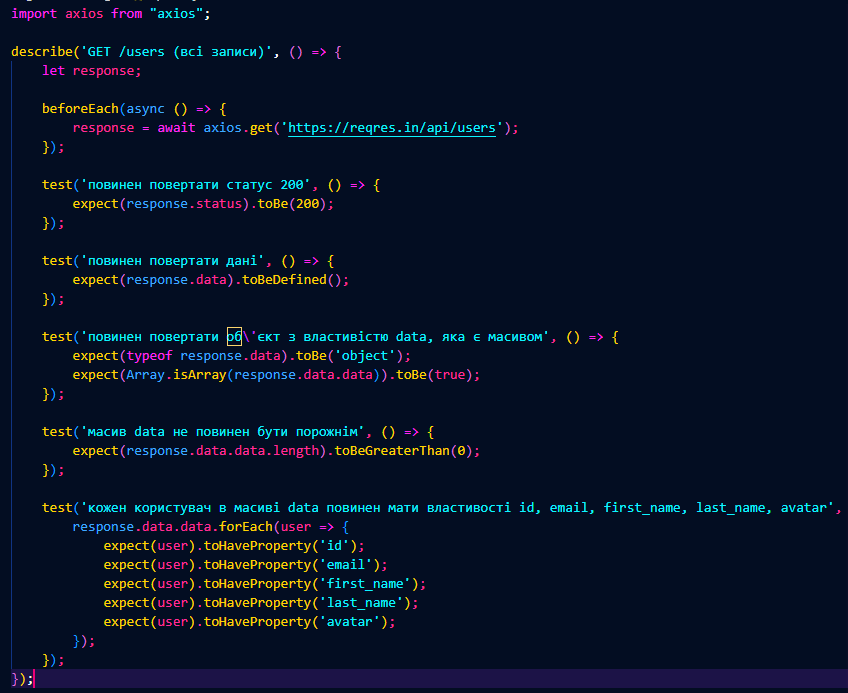 import axios from "axios";
describe('GET /users (всі записи)', () => {
let response;
beforeEach(async () => {
response = await axios.get('https://reqres.in/api/users');
});
test('повинен повертати статус 200', () => {
expect(response.status).toBe(200);
});
test('повинен повертати дані', () => {
expect(response.data).toBeDefined();
});
test('повинен повертати об\'єкт з властивістю data, яка є масивом', () => {
expect(typeof response.data).toBe('object');
expect(Array.isArray(response.data.data)).toBe(true);
});
test('масив data не повинен бути порожнім', () => {
expect(response.data.data.length).toBeGreaterThan(0);
});
test('кожен користувач в масиві data повинен мати властивості id, email, first_name, last_name, avatar',
response.data.data.forEach(user => {
expect(user).toHaveProperty('id');
expect(user).toHaveProperty('email');
expect(user).toHaveProperty('first_name');
expect(user).toHaveProperty('last_name');
expect(user).toHaveProperty('avatar');
});
});
});